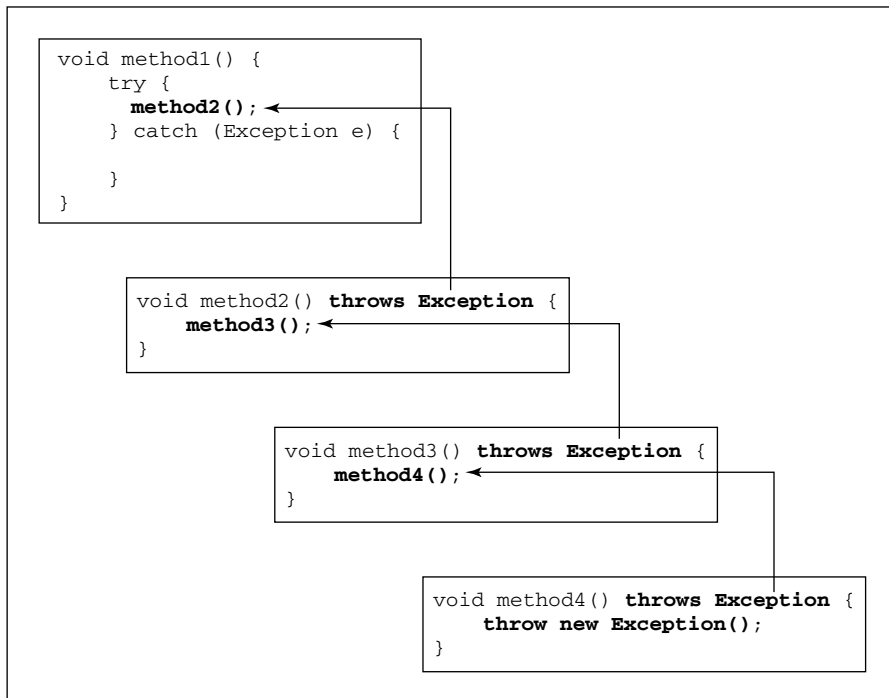 void method1() {
    try {
      method2();
    } catch (Exception e) {
    }
}
void method2() throws Exception {
    method3();
}
void method3() throws Exception {
    method4();
}
void method4() throws Exception {
    throw new Exception();
}